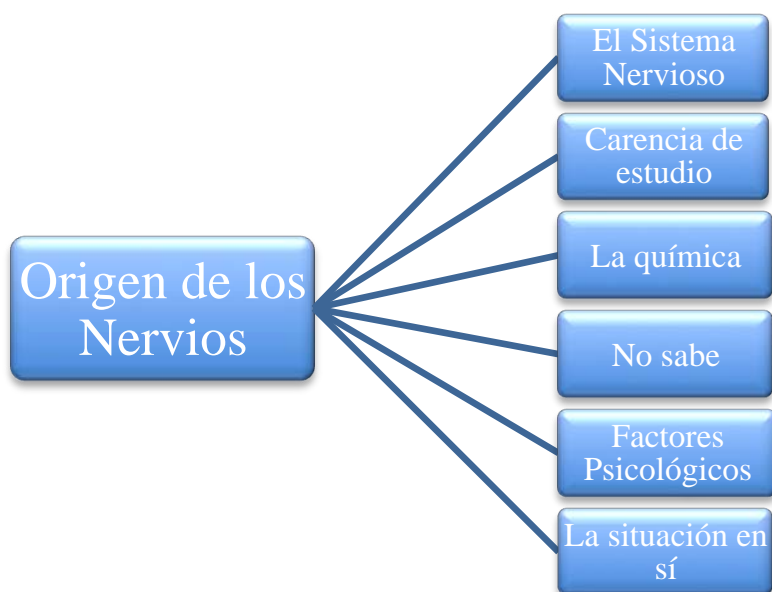 Origen de los
Nervios
El Sistema
Nervioso
Carencia de
estudio
La química
No sabe
Factores
Psicológicos
La situación en
sí